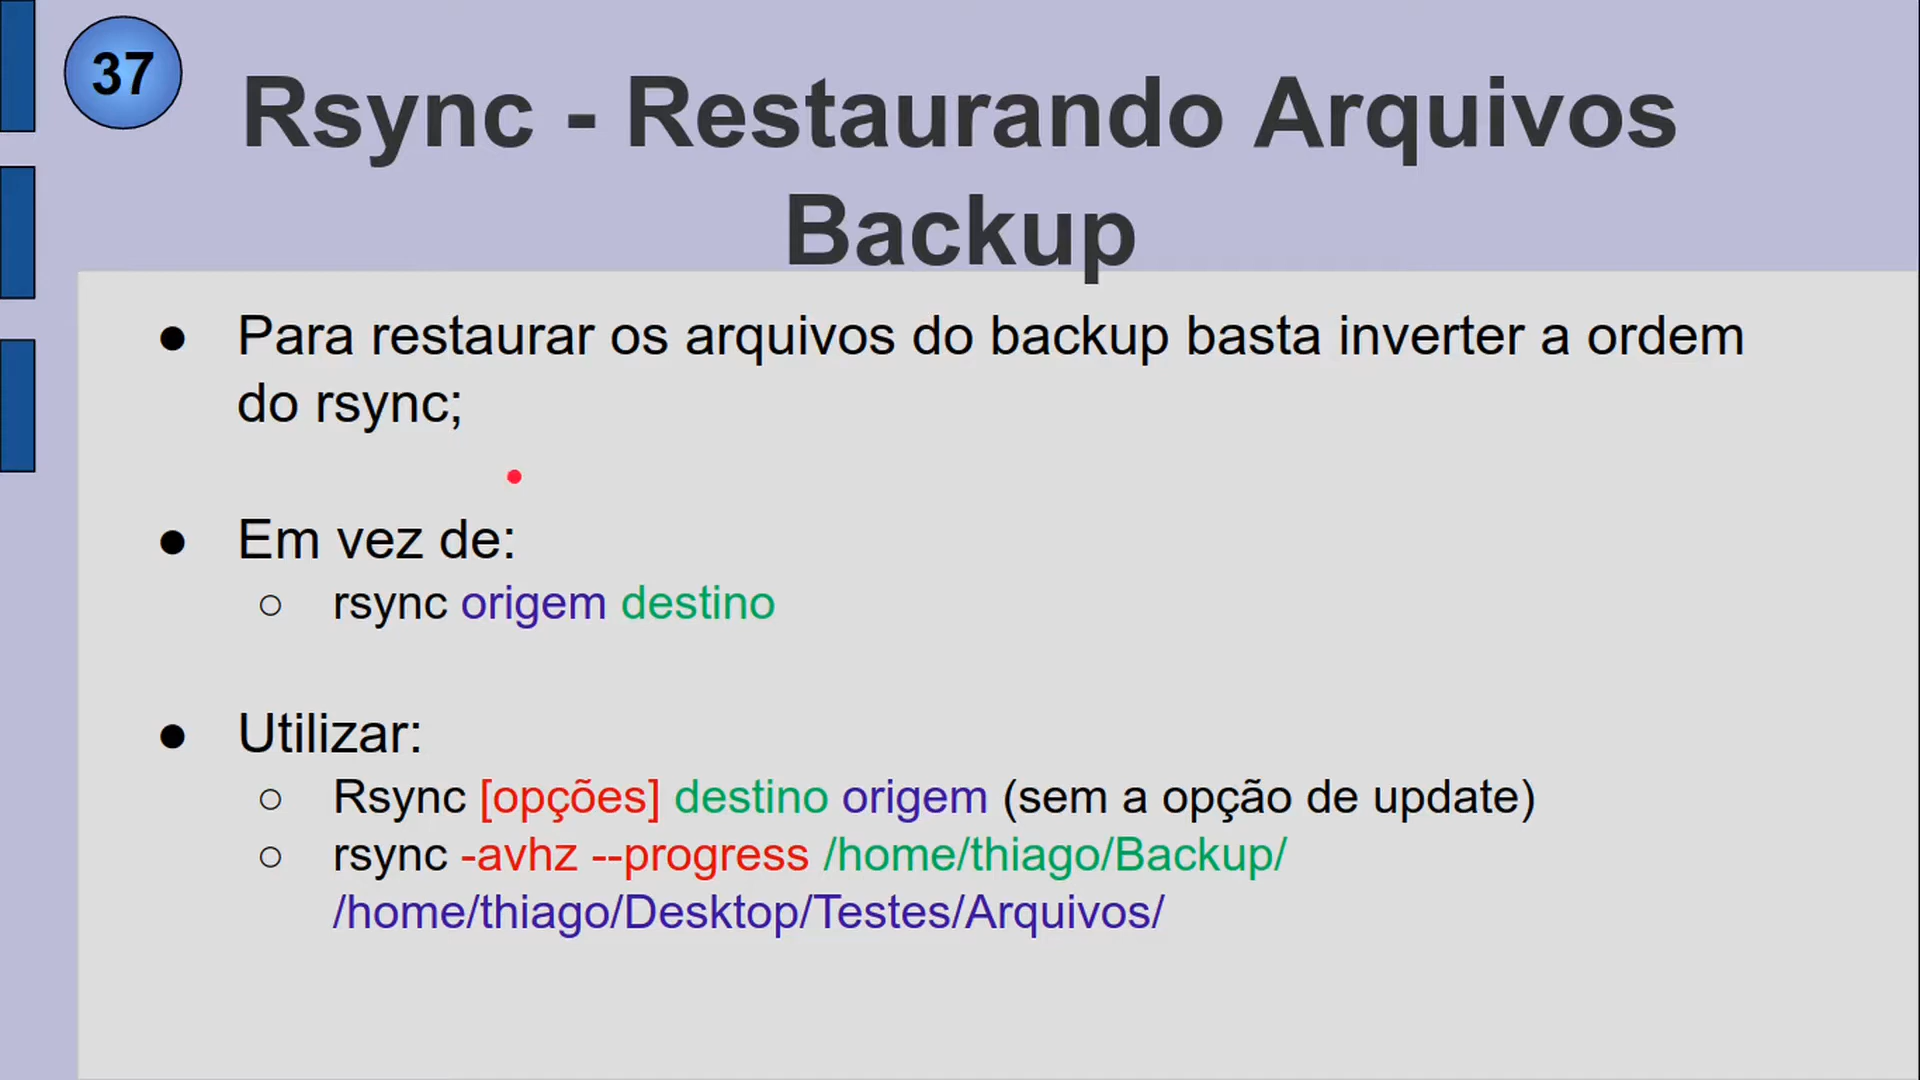 37
Rsync - Restaurando Arquivos
Backup
● Para restaurar os arquivos do backup basta inverter a ordem
do rsync;
● Em vez de:
○ rsync origem destino
● Utilizar:
○ Rsync [opções] destino origem (sem a opção de update)
○ rsync -avhz --progress /home/thiago/Backup/
/home/thiago/Desktop/Testes/Arquivos/